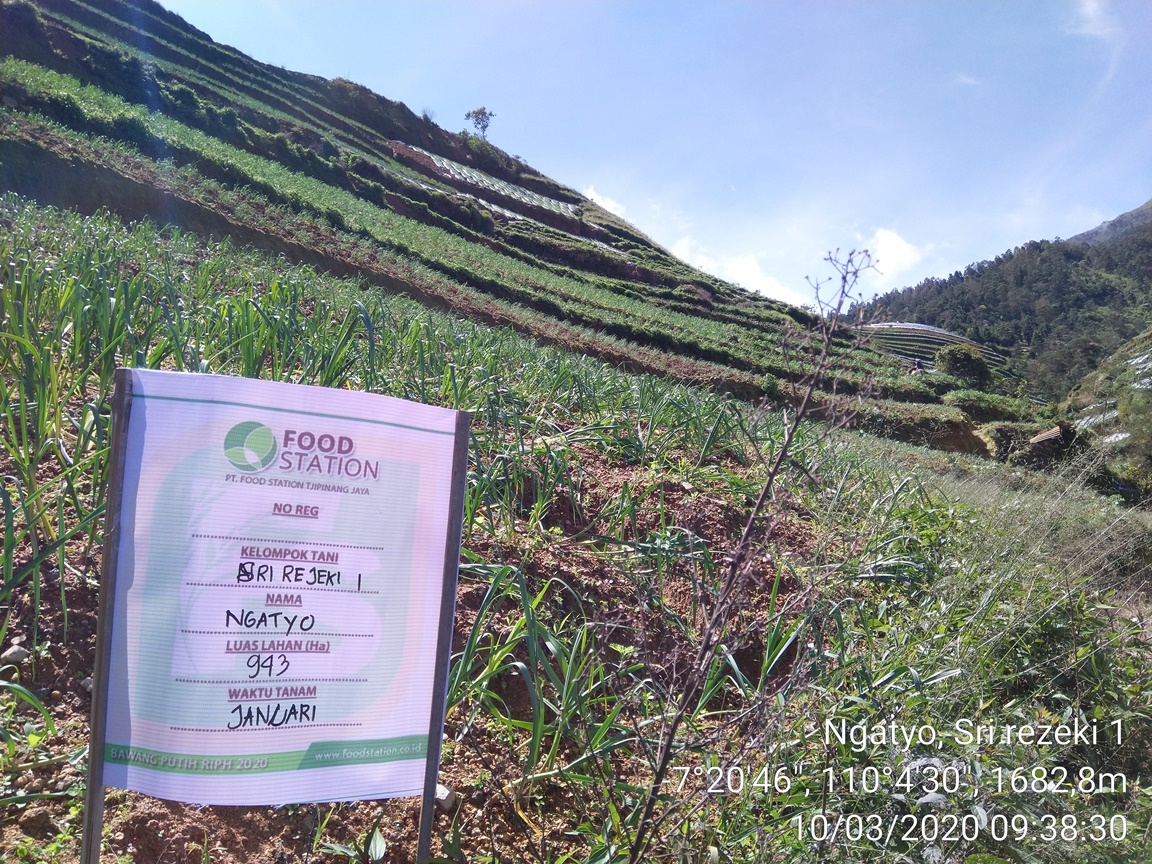 FOOD
STATION
PT. FOOD STATION TJIPINANG JAYA
NO REG
KELOMPOK TANI
SRI REJEKI 1
NAMA
NGATYO
LUAS LAHAN (Ha)
943
WAKTU TANAM
JANUARI
BAWANG PUTIH RIPH 2020
www.foodstation.co.id
Ngatyo, Sri rezeki 1
7°20'46", 110°4'30", 1682,8m
10/03/2020 09:38:30